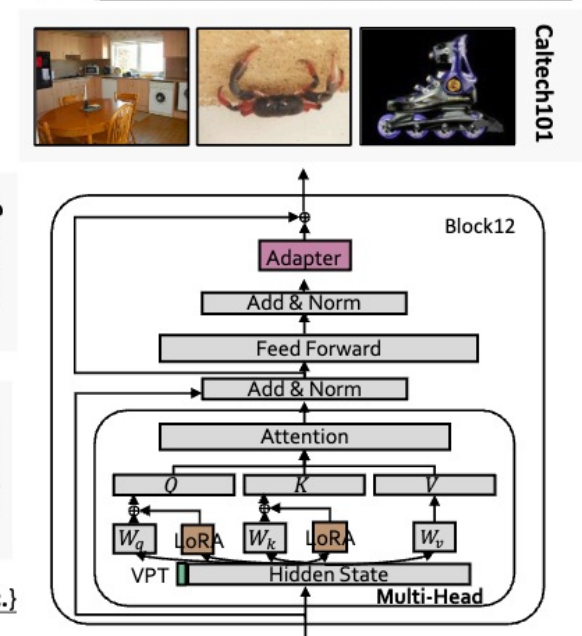 Caltech101
Block12
Adapter
Add & Norm
Feed Forward
Add & Norm
Attention
Q K V
W_q LoRA W_k LoRA W_v
VPT Hidden State
Multi-Head
.}